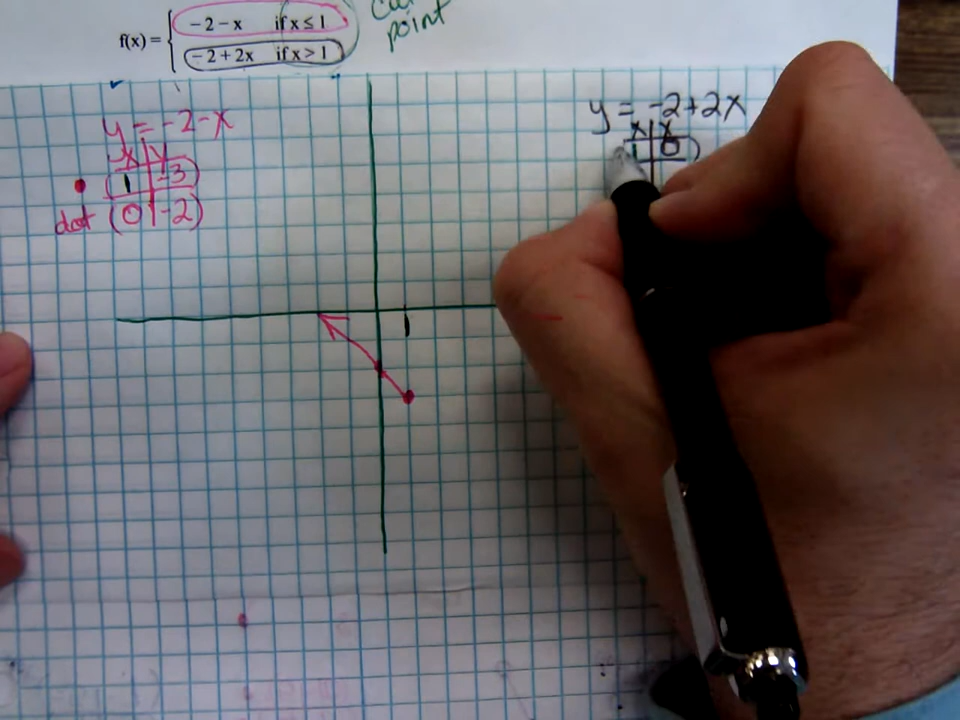 f(x) = { -2 - x if x ≤ 1
-2 + 2x if x > 1
point
y = -2 - x
x y
(1 -3)
dot (0 -2)
1
y = -2+2x
x y
(1 0)